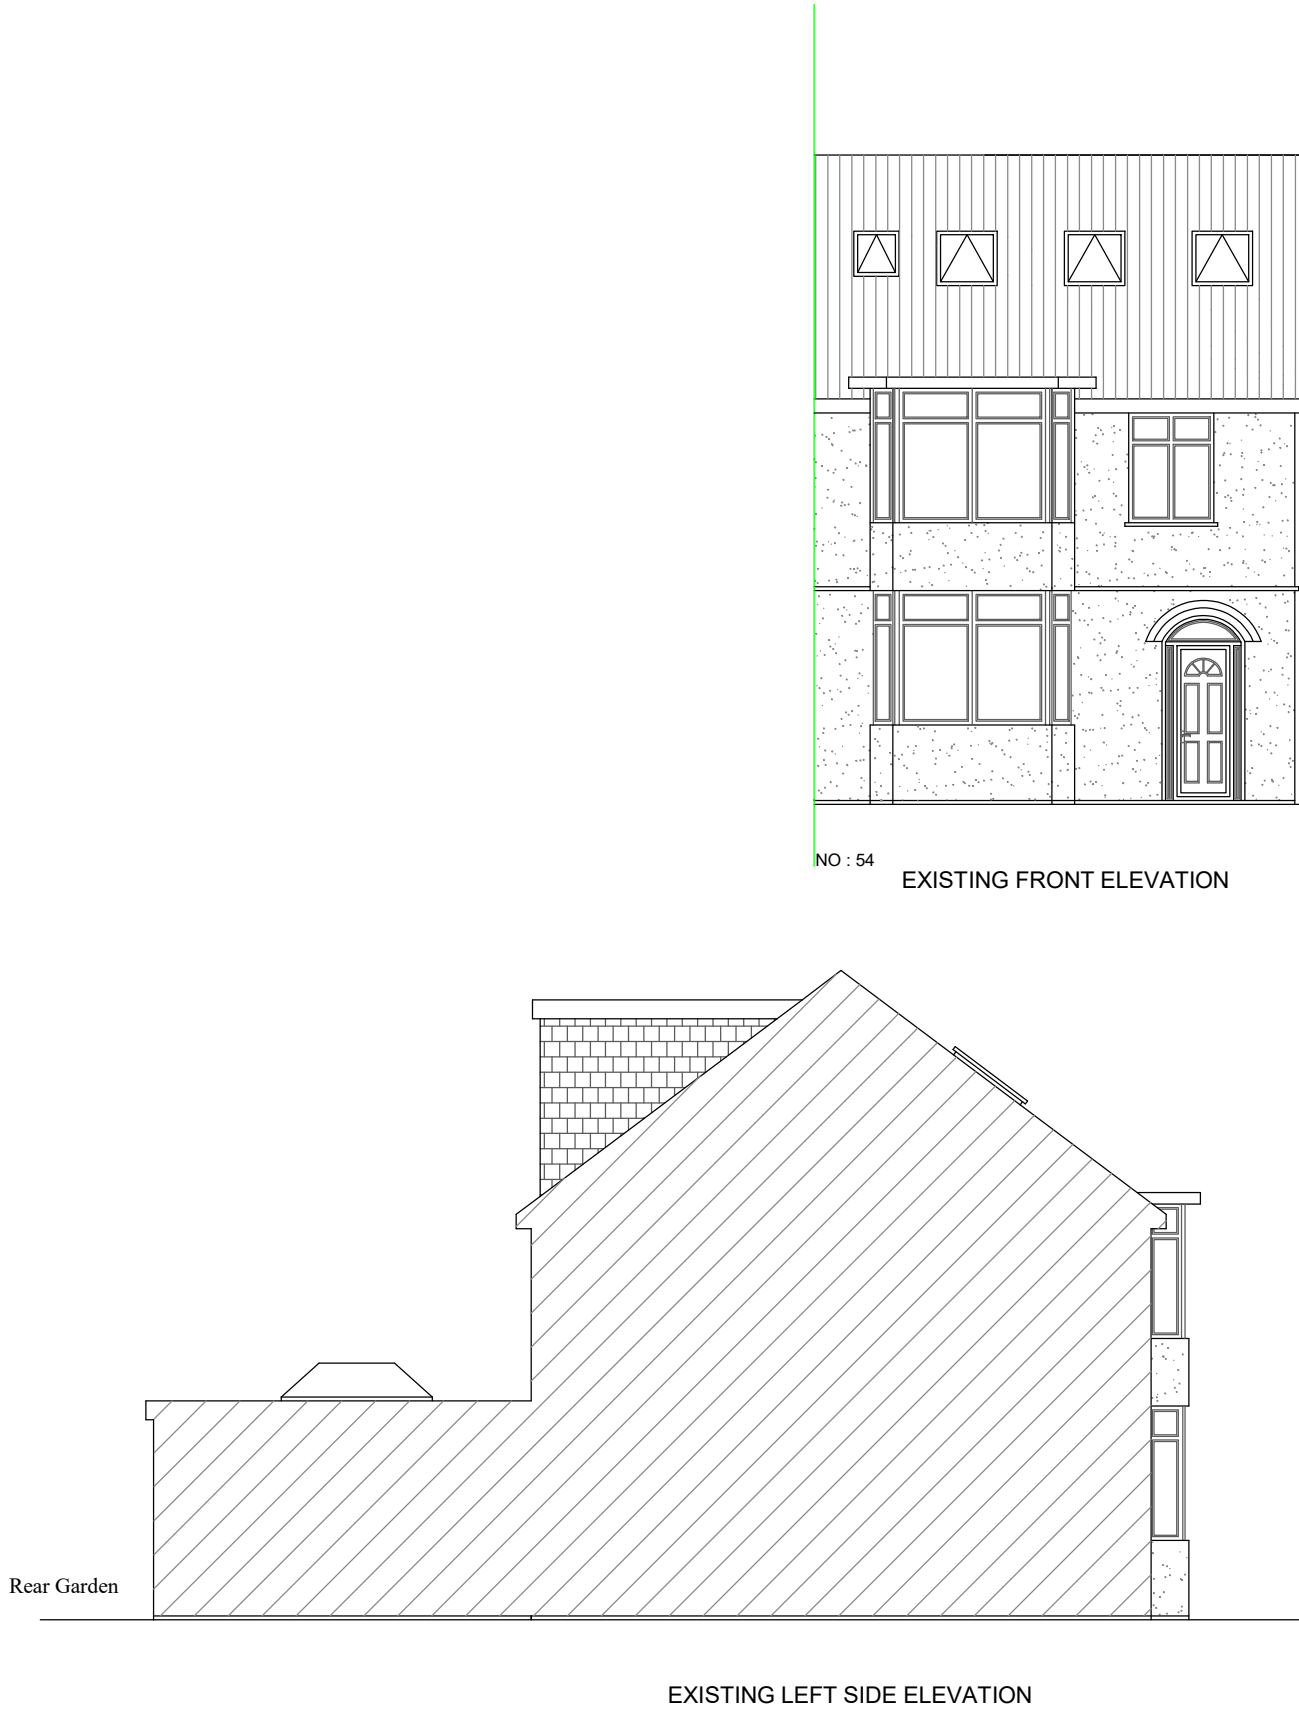 NO : 54
EXISTING FRONT ELEVATION
Rear Garden
EXISTING LEFT SIDE ELEVATION